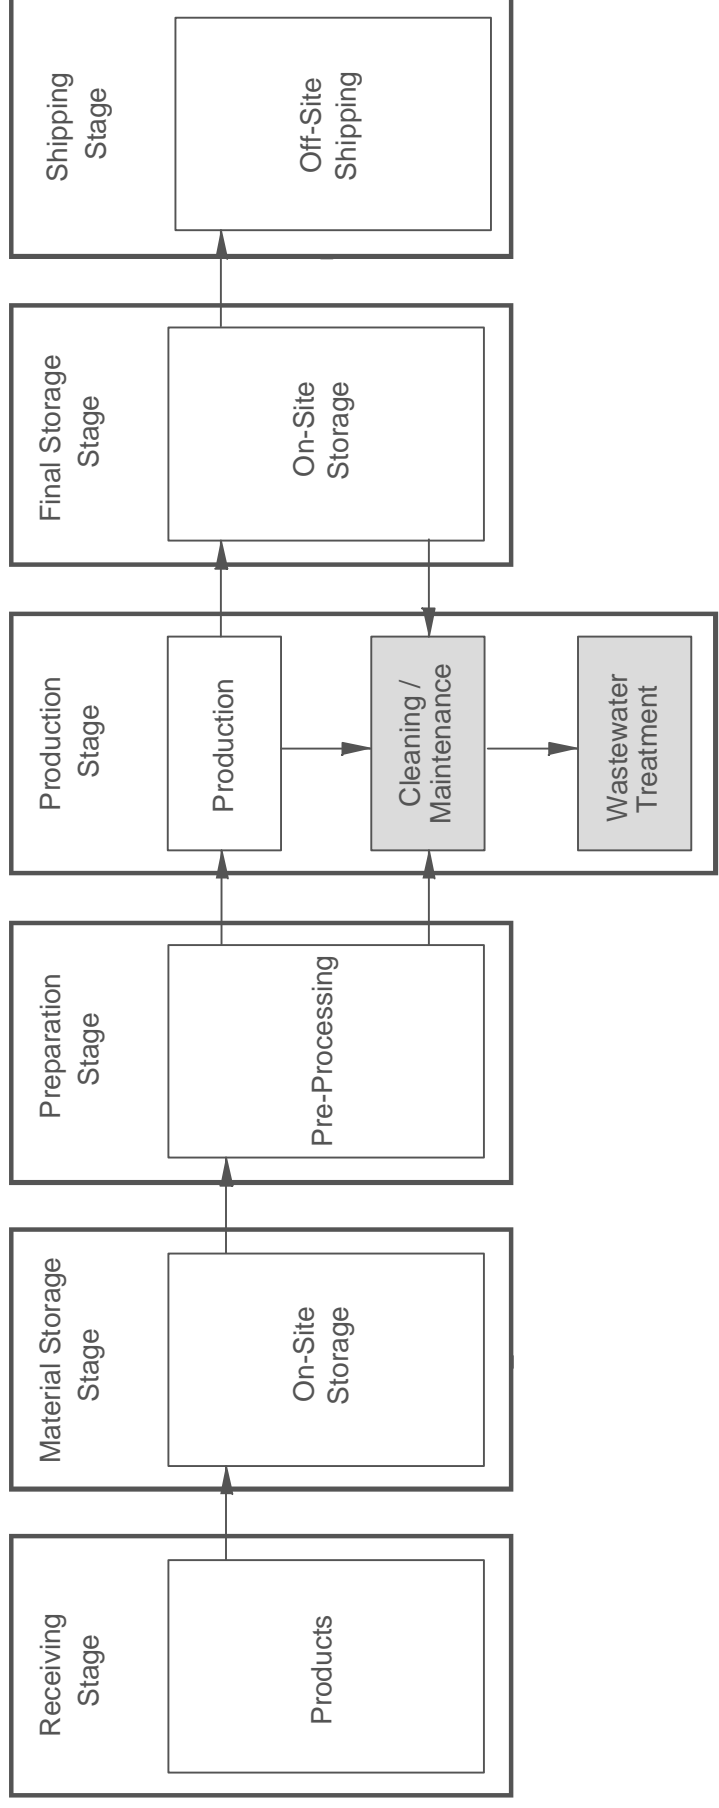 Receiving
Stage
Products
Material Storage
Stage
On-Site
Storage
Preparation
Stage
Pre-Processing
Production
Stage
Production
Cleaning /
Maintenance
Wastewater
Treatment
Final Storage
Stage
On-Site
Storage
Shipping
Stage
Off-Site
Shipping